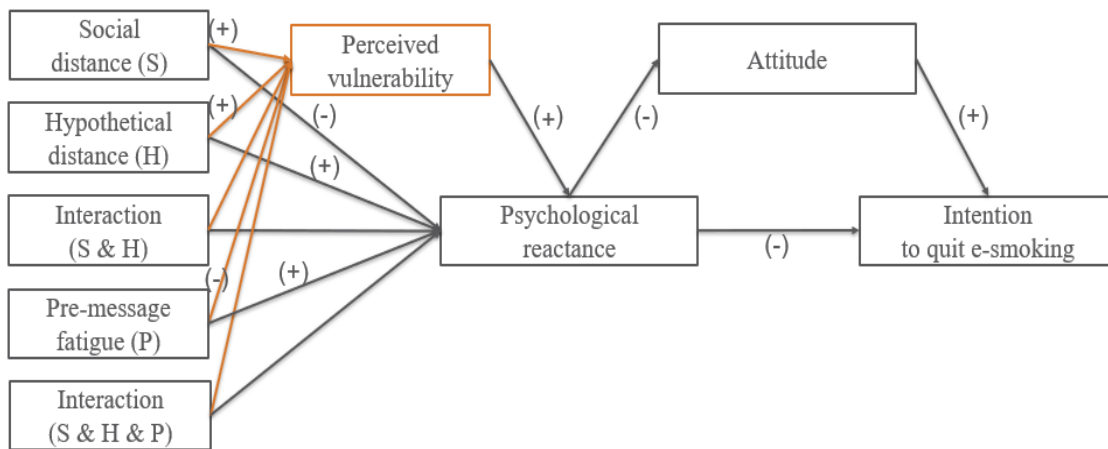 Social
distance (S)
(+)
Perceived
vulnerability
Attitude
Hypothetical
distance (H)
(+)
(-)
(+)
(+)
(-)
(+)
Interaction
(S & H)
Psychological
reactance
(-)
Intention
to quit e-smoking
Pre-message
fatigue (P)
(-)
(+)
Interaction
(S & H & P)